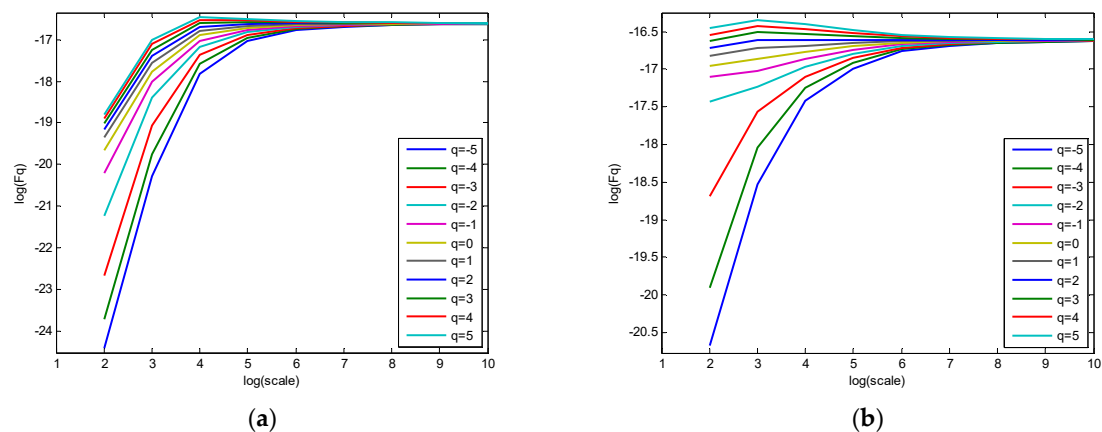 -17
-18
-19
-20
-21
-22
-23
-24
log(Fq)
1 2 3 4 5 6 7 8 9 10
log(scale)
q=-5
q=-4
q=-3
q=-2
q=-1
q=0
q=1
q=2
q=3
q=4
q=5
(a)
-16.5
-17
-17.5
-18
-18.5
-19
-19.5
-20
-20.5
log(Fq)
1 2 3 4 5 6 7 8 9 10
log(scale)
q=-5
q=-4
q=-3
q=-2
q=-1
q=0
q=1
q=2
q=3
q=4
q=5
(b)